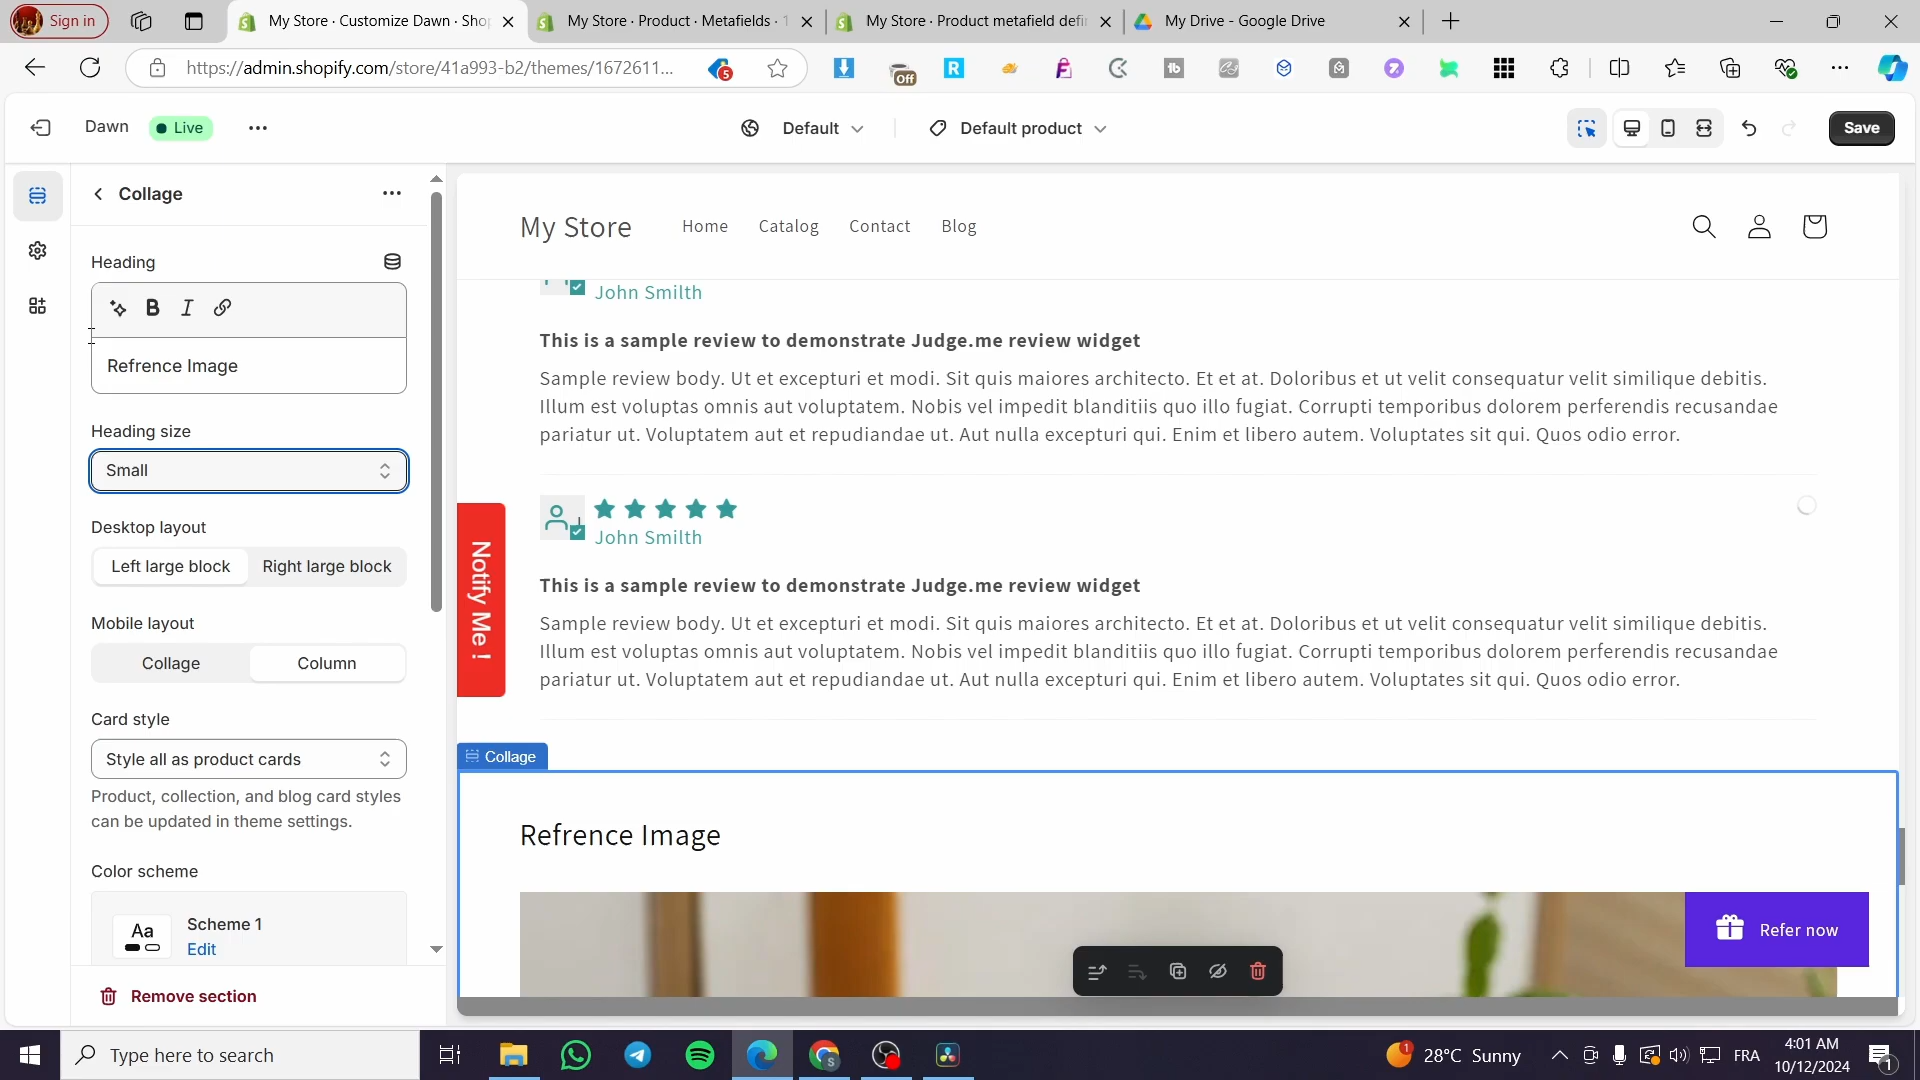 Sign in
My Store · Customize Dawn · Sho
My Store · Product · Metafields ·
My Store · Product metafield defi
My Drive - Google Drive
https://admin.shopify.com/store/41a993-b2/themes/1672611...
5
Off
Dawn
Live
Default
Default product
Save
Collage
Heading
Refrence Image
Heading size
Small
Desktop layout
Left large block
Right large block
Mobile layout
Collage
Column
Card style
Style all as product cards
Product, collection, and blog card styles
can be updated in theme settings.
Color scheme
Aa
Scheme 1
Edit
Remove section
My Store
Home
Catalog
Contact
Blog
John Smilth
This is a sample review to demonstrate Judge.me review widget
Sample review body. Ut et excepturi et modi. Sit quis maiores architecto. Et et at. Doloribus et ut velit consequatur velit similique debitis.
Illum est voluptas omnis aut voluptatem. Nobis vel impedit blanditiis quo illo fugiat. Corrupti temporibus dolorem perferendis recusandae
pariatur ut. Voluptatem aut et repudiandae ut. Aut nulla excepturi qui. Enim et libero autem. Voluptates sit qui. Quos odio error.
John Smilth
This is a sample review to demonstrate Judge.me review widget
Sample review body. Ut et excepturi et modi. Sit quis maiores architecto. Et et at. Doloribus et ut velit consequatur velit similique debitis.
Illum est voluptas omnis aut voluptatem. Nobis vel impedit blanditiis quo illo fugiat. Corrupti temporibus dolorem perferendis recusandae
pariatur ut. Voluptatem aut et repudiandae ut. Aut nulla excepturi qui. Enim et libero autem. Voluptates sit qui. Quos odio error.
Notify Me !
Collage
Refrence Image
Refer now
Type here to search
1
28°C Sunny
FRA
4:01 AM
10/12/2024
1